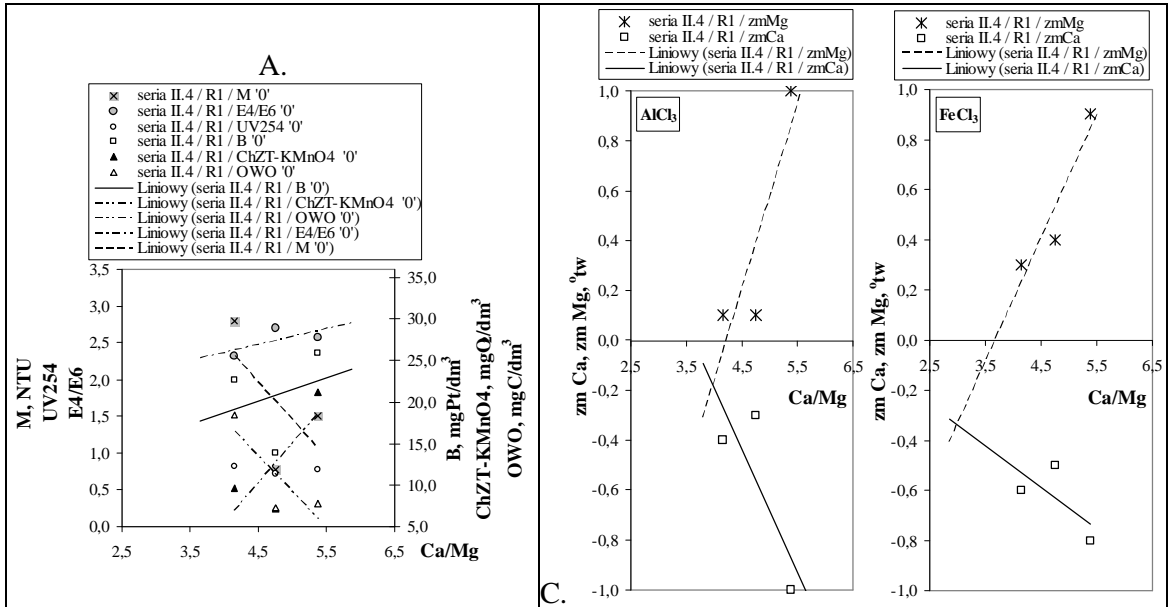 A.
seria II.4 / R1 / M '0'
seria II.4 / R1 / E4/E6 '0'
seria II.4 / R1 / UV254 '0'
seria II.4 / R1 / B '0'
seria II.4 / R1 / ChZT-KMnO4 '0'
seria II.4 / R1 / OWO '0'
Liniowy (seria II.4 / R1 / B '0')
Liniowy (seria II.4 / R1 / ChZT-KMnO4 '0')
Liniowy (seria II.4 / R1 / OWO '0')
Liniowy (seria II.4 / R1 / E4/E6 '0')
Liniowy (seria II.4 / R1 / M '0')
M, NTU
UV254
E4/E6
3,5
3,0
2,5
2,0
1,5
1,0
0,5
0,0
35,0
30,0
25,0
20,0
15,0
10,0
5,0
B, mgPt/dm³
ChZT-KMnO4, mgO₂/dm³
OWO, mgC/dm³
2,5 3,5 4,5 5,5 6,5
Ca/Mg
C.
seria II.4 / R1 / zmMg
seria II.4 / R1 / zmCa
Liniowy (seria II.4 / R1 / zmMg)
Liniowy (seria II.4 / R1 / zmCa)
AlCl₃
zm Ca, zm Mg, °tw
1,0
0,8
0,6
0,4
0,2
0,0
-0,2
-0,4
-0,6
-0,8
-1,0
2,5 3,5 4,5 5,5 6,5
Ca/Mg
seria II.4 / R1 / zmMg
seria II.4 / R1 / zmCa
Liniowy (seria II.4 / R1 / zmMg)
Liniowy (seria II.4 / R1 / zmCa)
FeCl₃
zm Ca, zm Mg, °tw
1,0
0,8
0,6
0,4
0,2
0,0
-0,2
-0,4
-0,6
-0,8
-1,0
2,5 3,5 4,5 5,5 6,5
Ca/Mg